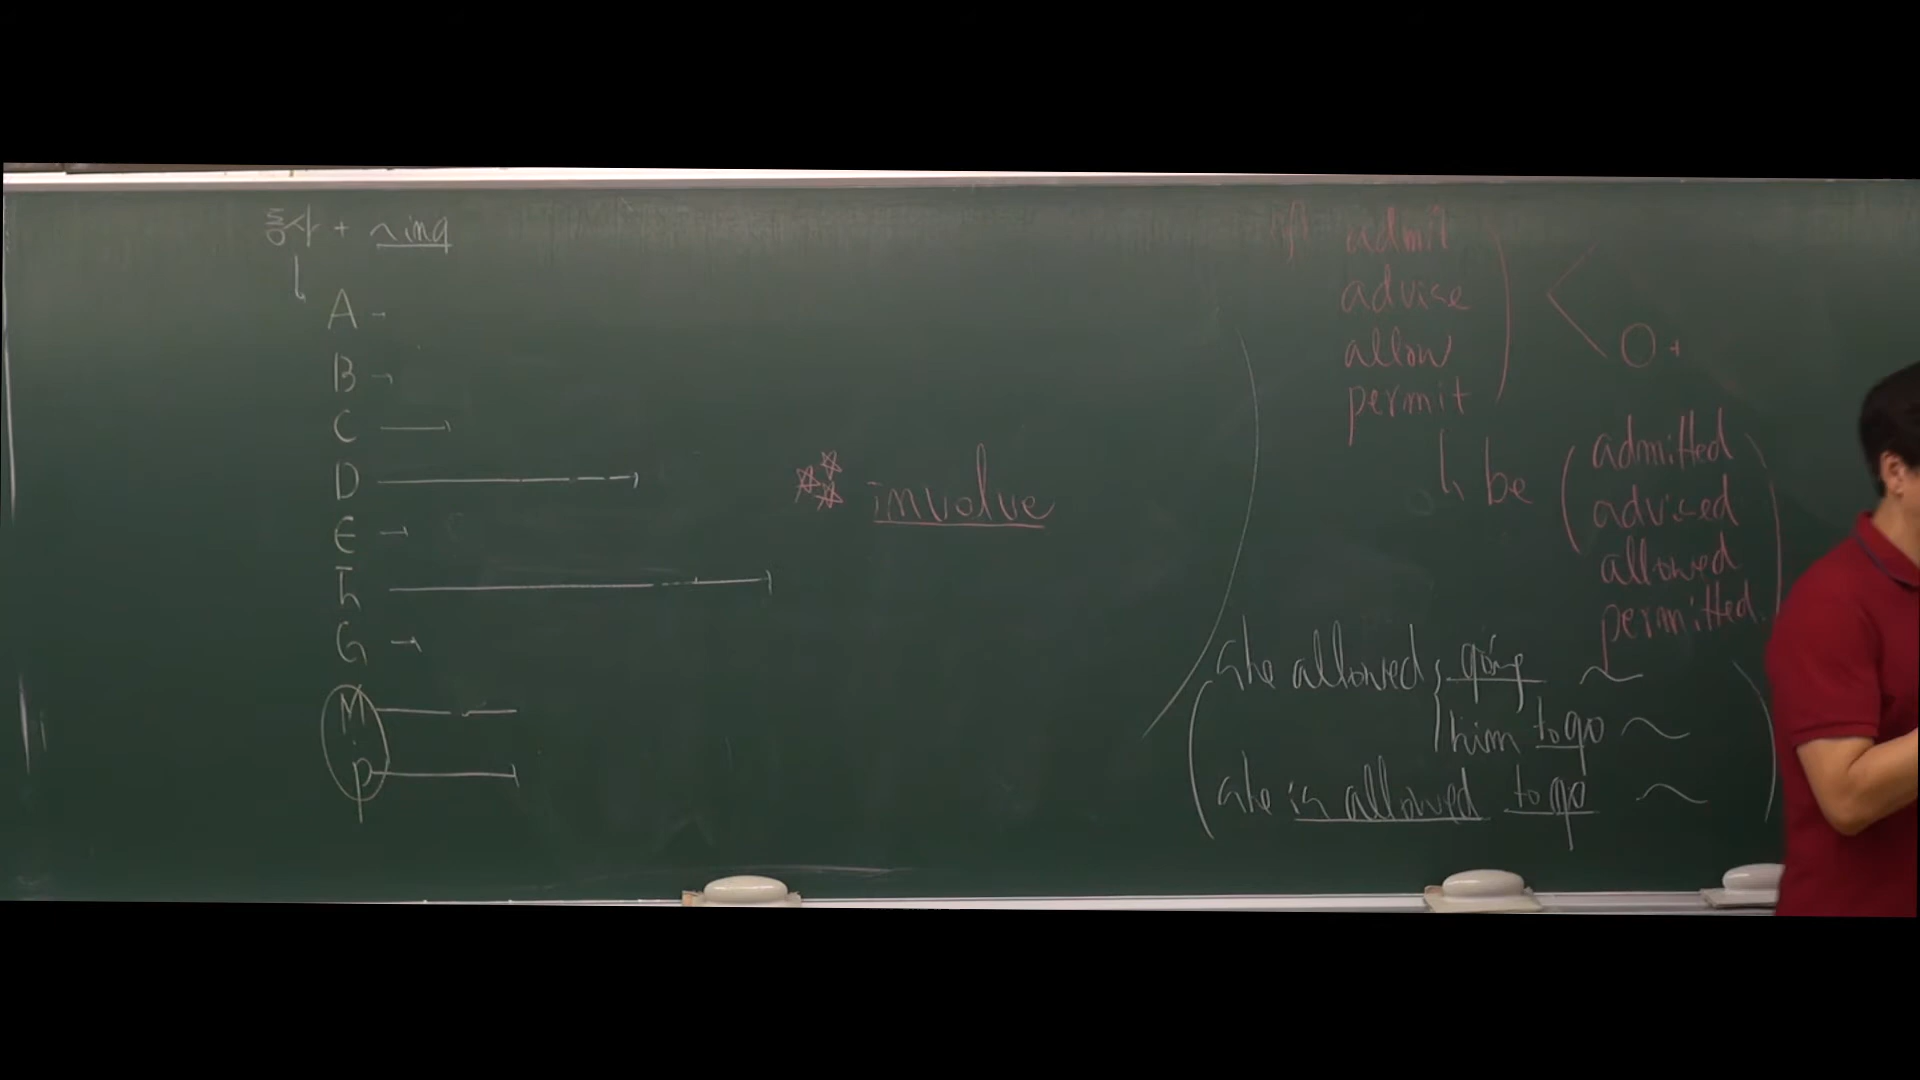 동사 + ~ing
A
B
C
D
E
F
G
M
P
involve
admit
advise
allow
permit
O +
be
admitted
advised
allowed
permitted.
she allowed going ~
him to go ~
she is allowed to go ~